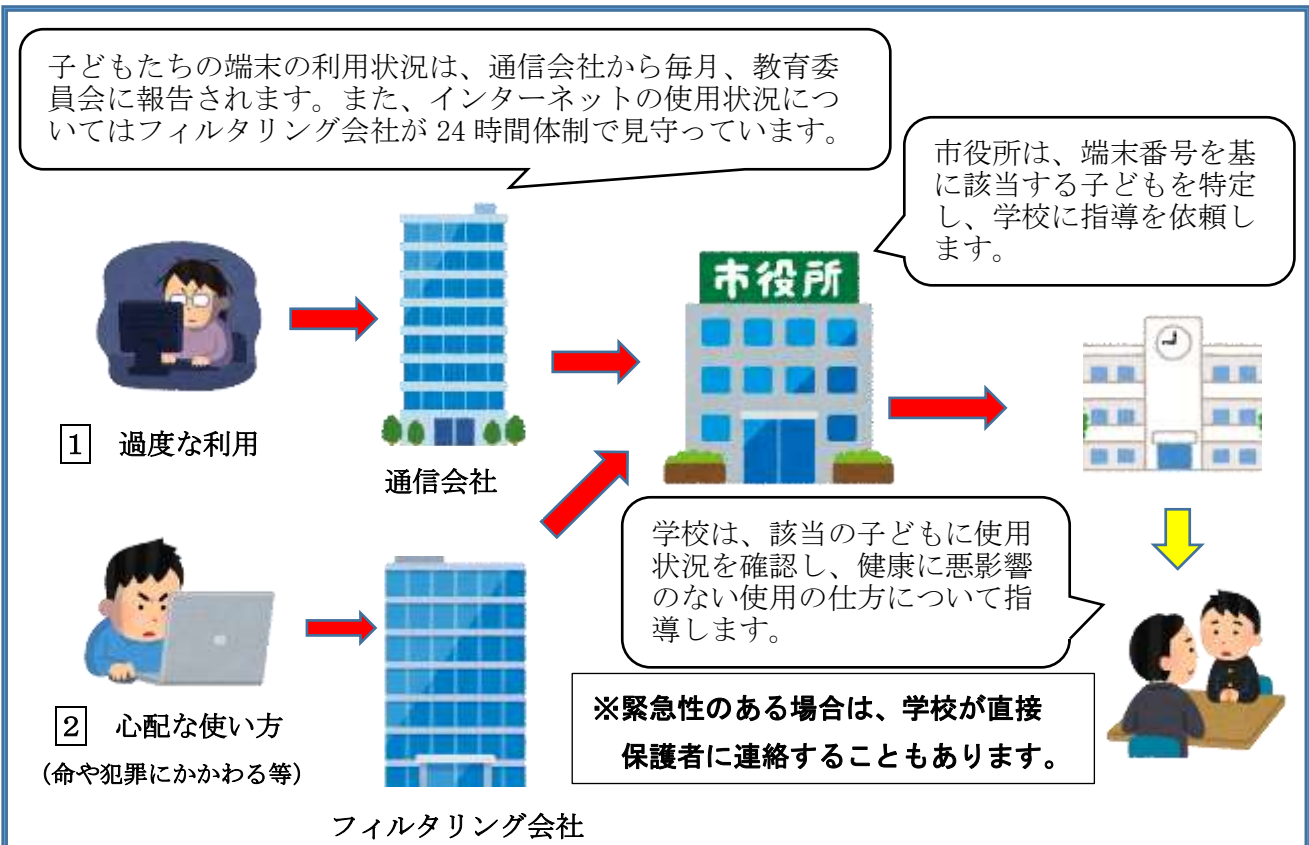 子どもたちの端末の利用状況は、通信会社から毎月、教育委
員会に報告されます。また、インターネットの使用状況につ
いてはフィルタリング会社が 24 時間体制で見守っています。
市役所は、端末番号を基
に該当する子どもを特定
し、学校に指導を依頼し
ます。
市役所
1 過度な利用
通信会社
学校は、該当の子どもに使用
状況を確認し、健康に悪影響
のない使用の仕方について指
導します。
2 心配な使い方
(命や犯罪にかかわる等)
※緊急性のある場合は、学校が直接
保護者に連絡することもあります。
フィルタリング会社